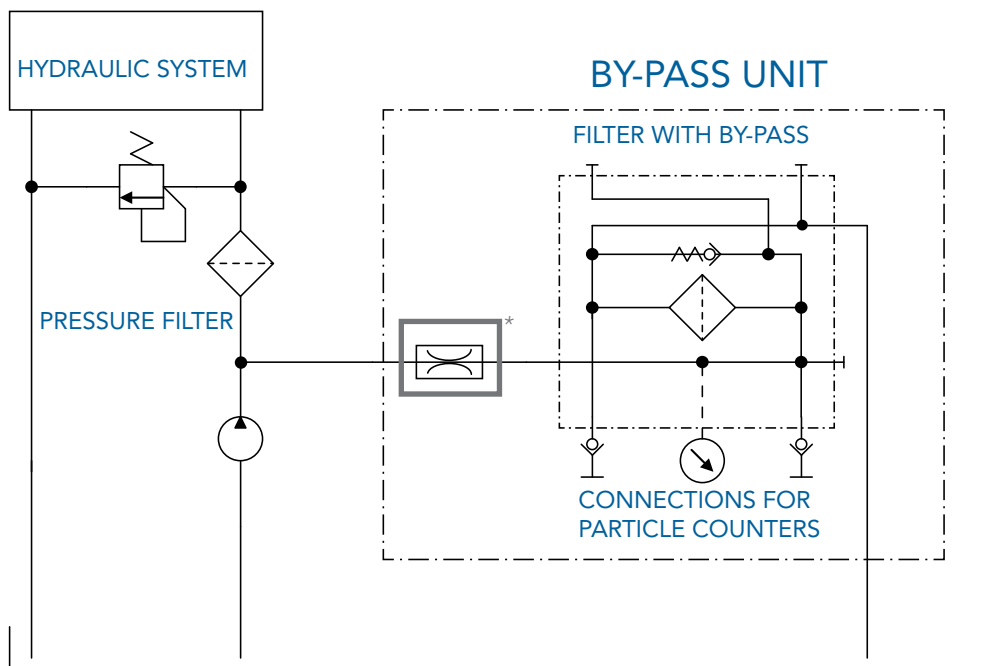 HYDRAULIC SYSTEM
BY-PASS UNIT
FILTER WITH BY-PASS
PRESSURE FILTER
*
CONNECTIONS FOR
PARTICLE COUNTERS